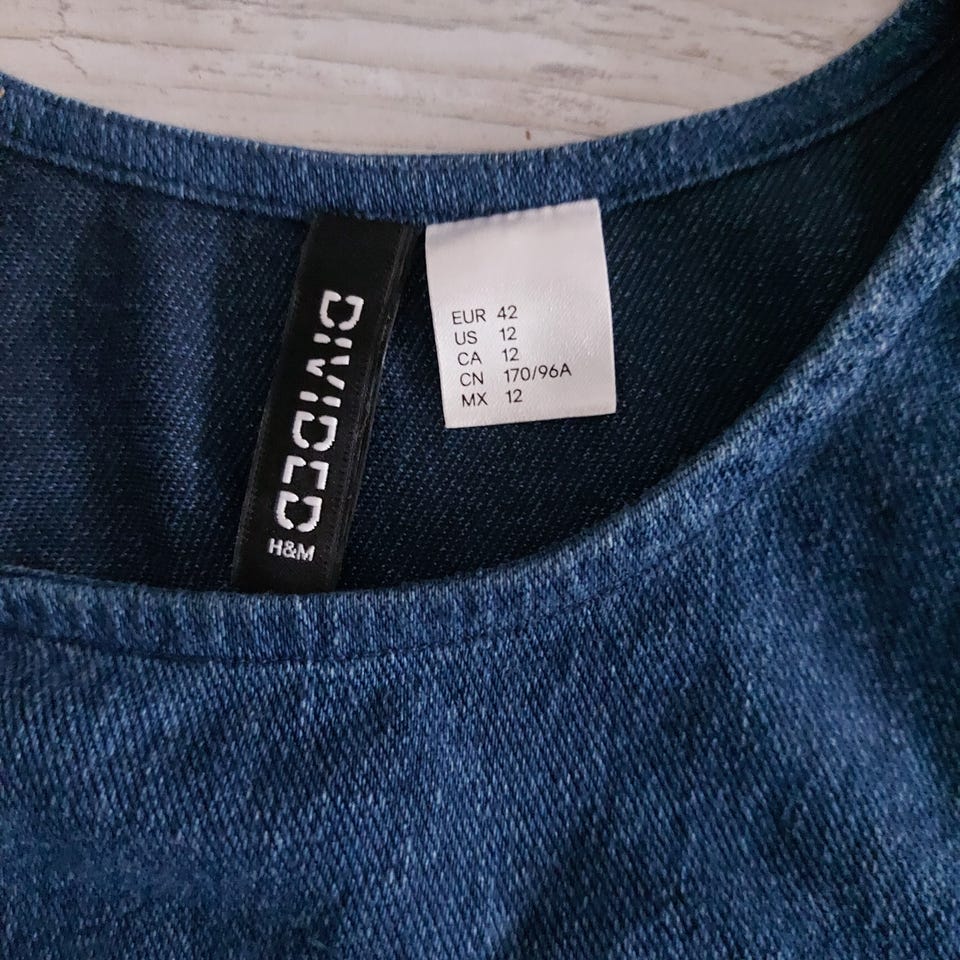 DIVIDED
H&M
EUR 42
US 12
CA 12
CN 170/96A
MX 12